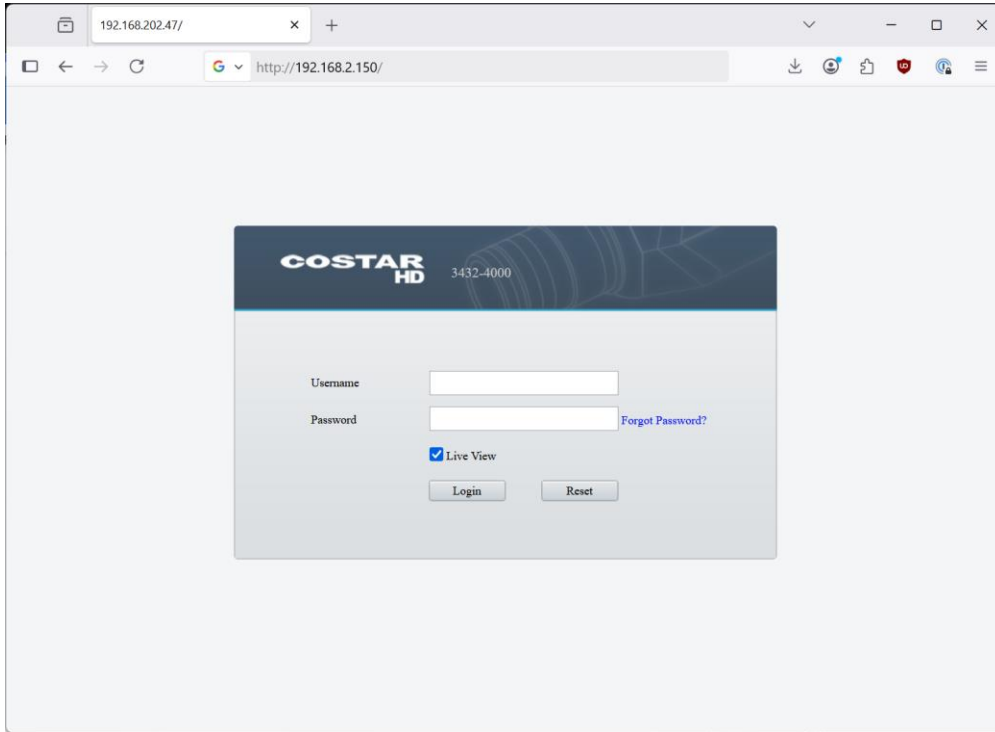 192.168.202.47/
http://192.168.2.150/
COSTAR
HD
3432-4000
Username
Password
Forgot Password?
Live View
Login
Reset